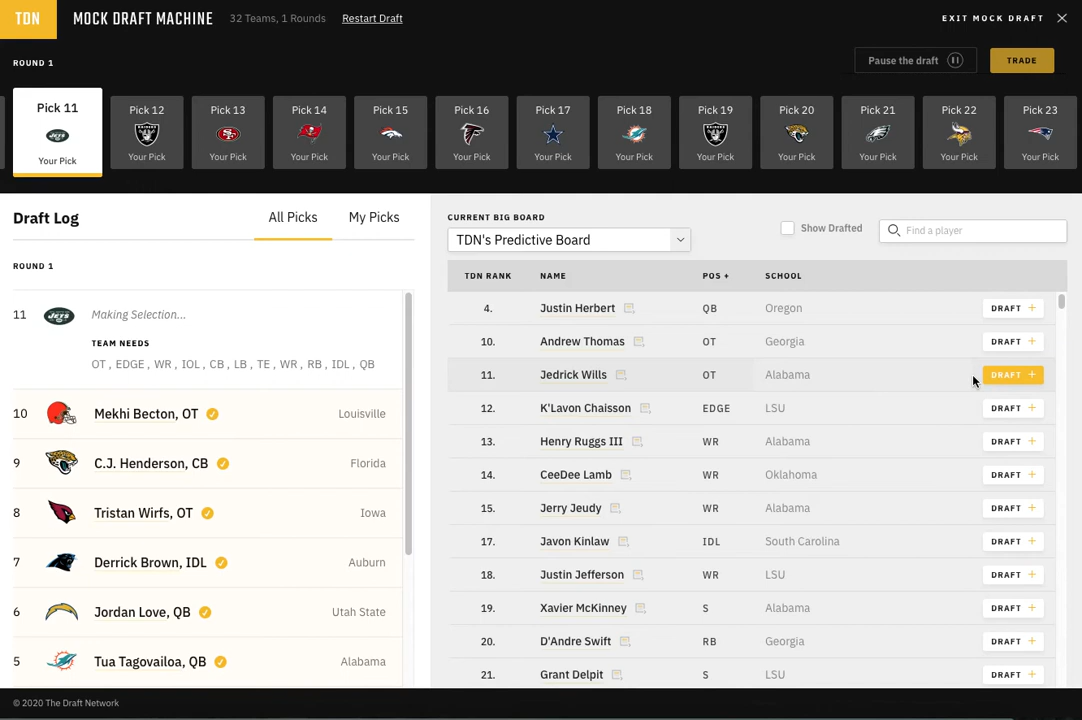 TDN MOCK DRAFT MACHINE 32 Teams, 1 Rounds Restart Draft EXIT MOCK DRAFT
ROUND 1 Pause the draft TRADE
Pick 11 Pick 12 Pick 13 Pick 14 Pick 15 Pick 16 Pick 17 Pick 18 Pick 19 Pick 20 Pick 21 Pick 22 Pick 23
JETS RAIDERS RAIDERS
Your Pick Your Pick Your Pick Your Pick Your Pick Your Pick Your Pick Your Pick Your Pick Your Pick Your Pick Your Pick Your Pick
Draft Log All Picks My Picks
ROUND 1
11 JETS Making Selection...
TEAM NEEDS
OT , EDGE , WR , IOL , CB , LB , TE , WR , RB , IDL , QB
10 Mekhi Becton, OT Louisville
9 C.J. Henderson, CB Florida
8 Tristan Wirfs, OT Iowa
7 Derrick Brown, IDL Auburn
6 Jordan Love, QB Utah State
5 Tua Tagovailoa, QB Alabama
CURRENT BIG BOARD
TDN's Predictive Board Show Drafted Find a player
TDN RANK NAME POS + SCHOOL
4. Justin Herbert QB Oregon DRAFT +
10. Andrew Thomas OT Georgia DRAFT +
11. Jedrick Wills OT Alabama DRAFT +
12. K'Lavon Chaisson EDGE LSU DRAFT +
13. Henry Ruggs III WR Alabama DRAFT +
14. CeeDee Lamb WR Oklahoma DRAFT +
15. Jerry Jeudy WR Alabama DRAFT +
17. Javon Kinlaw IDL South Carolina DRAFT +
18. Justin Jefferson WR LSU DRAFT +
19. Xavier McKinney S Alabama DRAFT +
20. D'Andre Swift RB Georgia DRAFT +
21. Grant Delpit S LSU DRAFT +
© 2020 The Draft Network